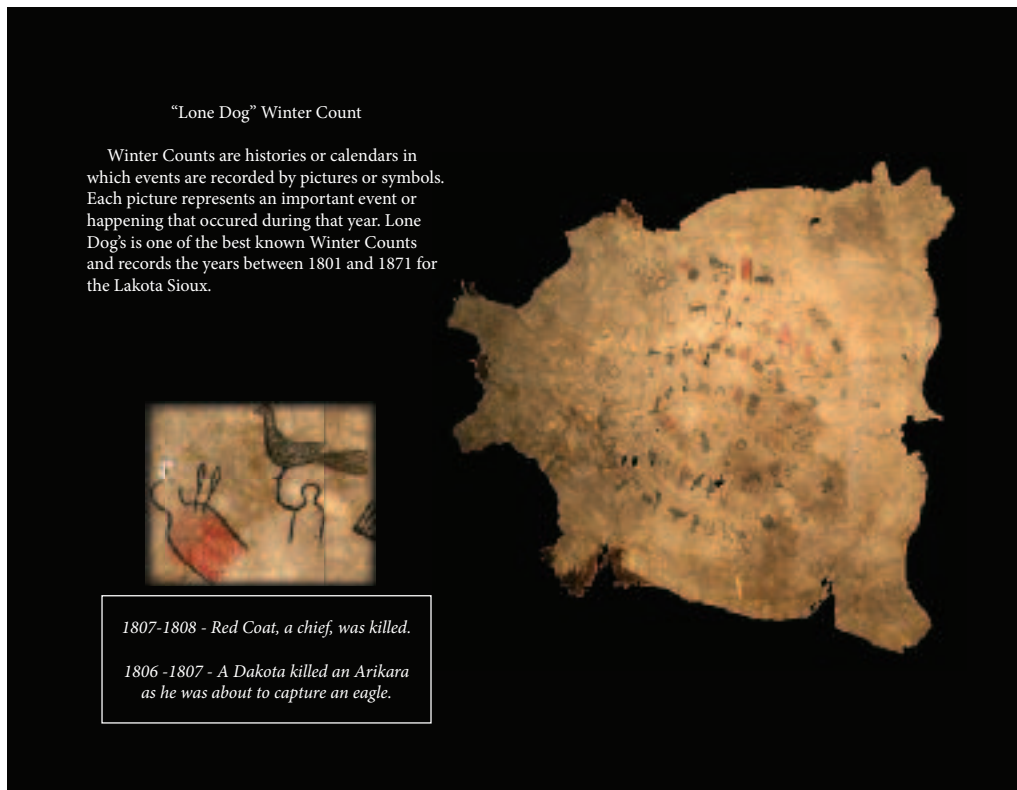 “Lone Dog” Winter Count
Winter Counts are histories or calendars in
which events are recorded by pictures or symbols.
Each picture represents an important event or
happening that occured during that year. Lone
Dog’s is one of the best known Winter Counts
and records the years between 1801 and 1871 for
the Lakota Sioux.
1807-1808 - Red Coat, a chief, was killed.
1806 -1807 - A Dakota killed an Arikara
as he was about to capture an eagle.